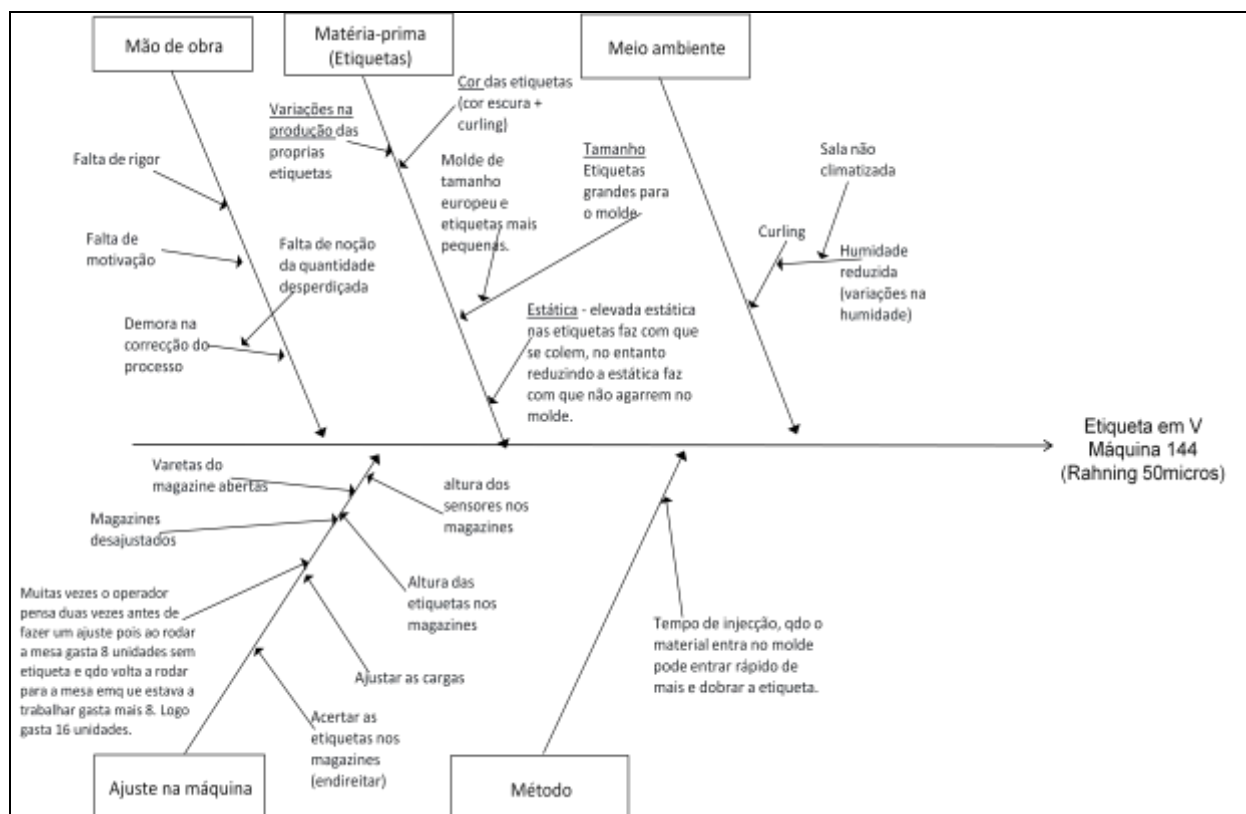 Mão de obra
Matéria-prima
(Etiquetas)
Meio ambiente
Falta de rigor
Falta de
motivação
Falta de noção
da quantidade
desperdiçada
Demora na
correcção do
processo
Variações na
produção das
proprias
etiquetas
Cor das etiquetas
(cor escura +
curling)
Molde de
tamanho
europeu e
etiquetas mais
pequenas.
Tamanho
Etiquetas
grandes para
o molde
Estática - elevada estática
nas etiquetas faz com que
se colem, no entanto
reduzindo a estática faz
com que não agarrem no
molde.
Sala não
climatizada
Curling
Humidade
reduzida
(variações na
humidade)
Etiqueta em V
Máquina 144
(Rahning 50micros)
Varetas do
magazine abertas
altura dos
sensores nos
magazines
Magazines
desajustados
Altura das
etiquetas nos
magazines
Muitas vezes o operador
pensa duas vezes antes de
fazer um ajuste pois ao rodar
a mesa gasta 8 unidades sem
etiqueta e qdo volta a rodar
para a mesa emq ue estava a
trabalhar gasta mais 8. Logo
gasta 16 unidades.
Ajustar as cargas
Acertar as
etiquetas nos
magazines
(endireitar)
Tempo de injecção, qdo o
material entra no molde
pode entrar rápido de
mais e dobrar a etiqueta.
Ajuste na máquina
Método